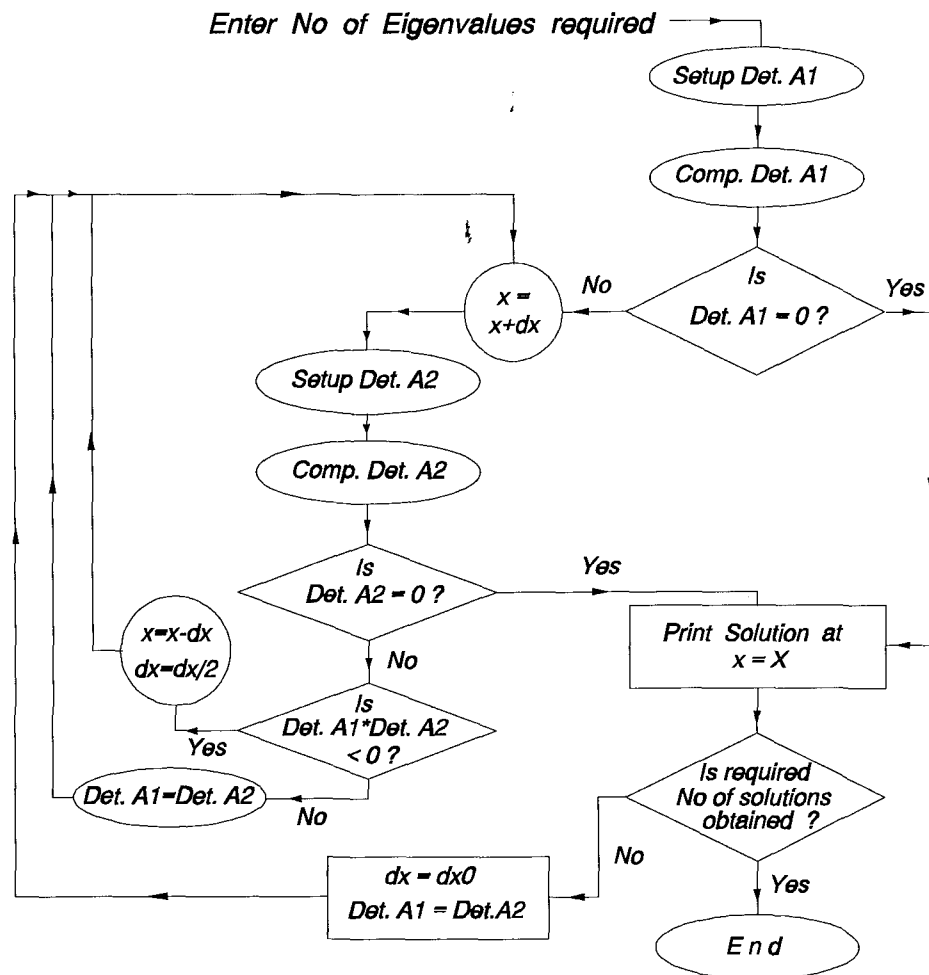 Enter No of Eigenvalues required
Setup Det. A1
Comp. Det. A1
Is
Det. A1 = 0 ?
Yes
No
x =
x+dx
Setup Det. A2
Comp. Det. A2
Is
Det. A2 = 0 ?
Yes
No
x=x-dx
dx=dx/2
Is
Det. A1*Det. A2
< 0 ?
Yes
No
Det. A1=Det. A2
Print Solution at
x = X
Is required
No of solutions
obtained ?
No
Yes
dx = dx0
Det. A1 = Det.A2
E n d